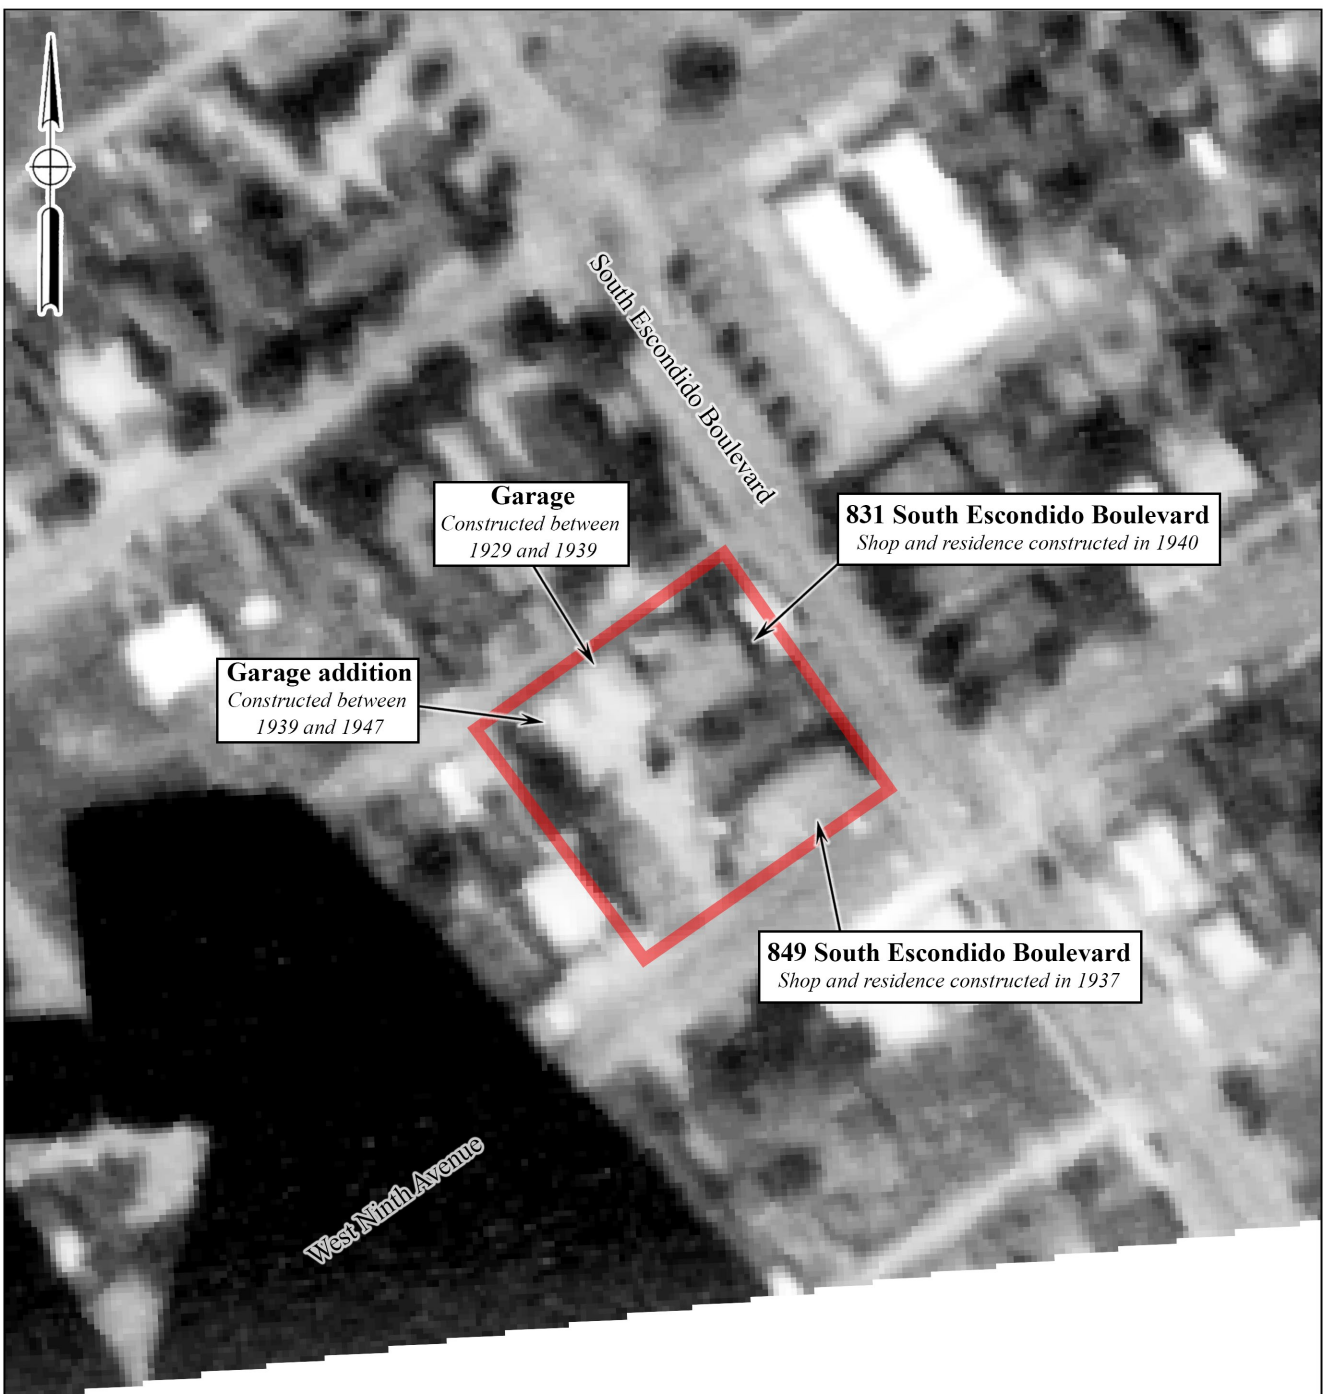 South Escondido Boulevard
Garage
Constructed between
1929 and 1939
831 South Escondido Boulevard
Shop and residence constructed in 1940
Garage addition
Constructed between
1939 and 1947
849 South Escondido Boulevard
Shop and residence constructed in 1937
West Ninth Avenue